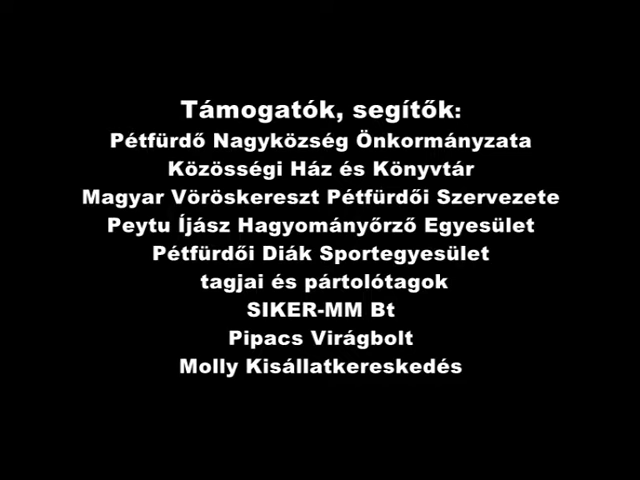 Támogatók, segítők:
Pétfürdő Nagyközség Önkormányzata
Közösségi Ház és Könyvtár
Magyar Vöröskereszt Pétfürdői Szervezete
Peytu Íjász Hagyományőrző Egyesület
Pétfürdői Diák Sportegyesület
tagjai és pártolótagok
SIKER-MM Bt
Pipacs Virágbolt
Molly Kisállatkereskedés